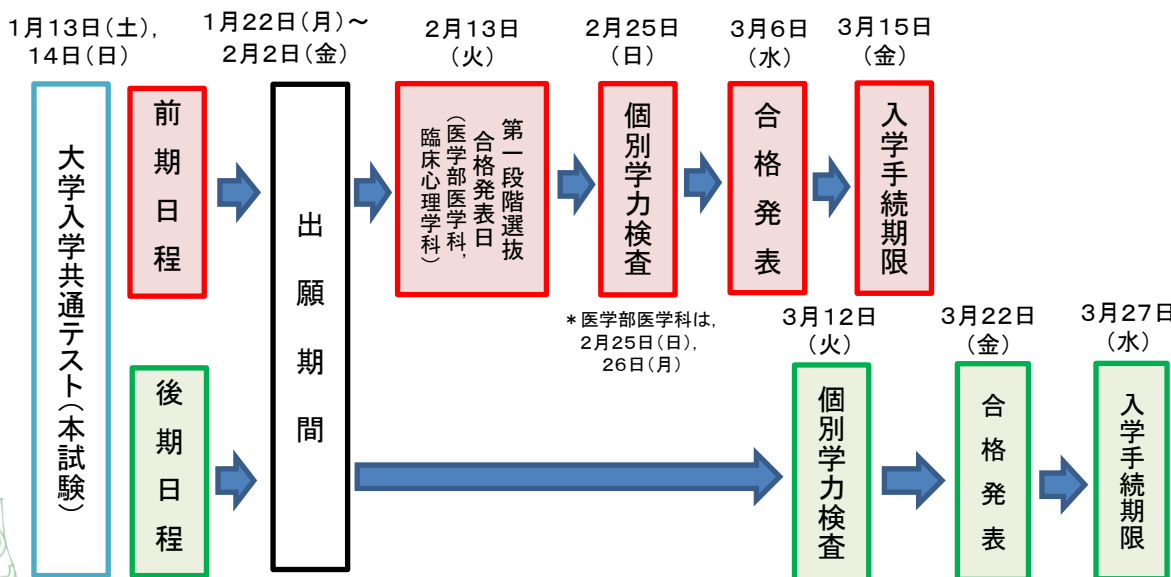 1月13日(土),
14日(日)
1月22日(月)～
2月2日(金)
2月13日
(火)
2月25日
(日)
3月6日
(水)
3月15日
(金)
大学入学共通テスト(本試験)
前期日程
出願期間
第一段階選抜
合格発表日
(医学部医学科,
臨床心理学科)
個別学力検査
合格発表
入学手続期限
*医学部医学科は,
2月25日(日),
26日(月)
3月12日
(火)
3月22日
(金)
3月27日
(水)
後期日程
個別学力検査
合格発表
入学手続期限